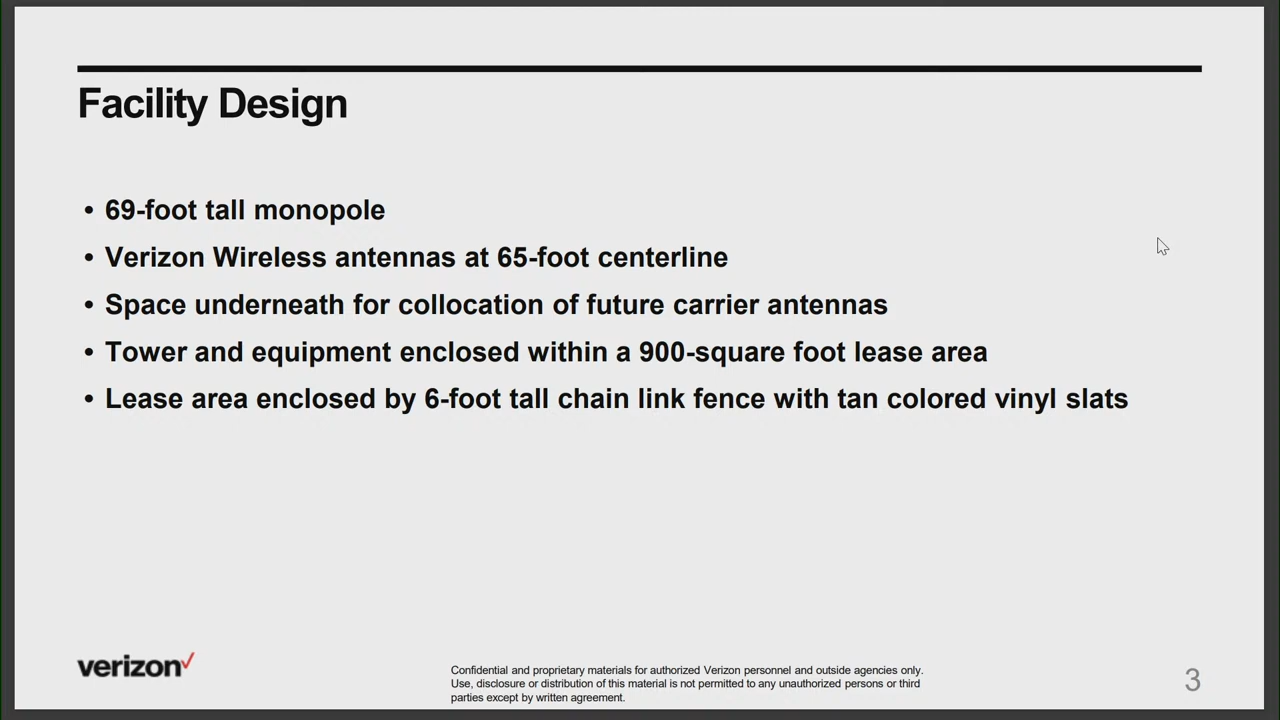 Facility Design
• 69-foot tall monopole
• Verizon Wireless antennas at 65-foot centerline
• Space underneath for collocation of future carrier antennas
• Tower and equipment enclosed within a 900-square foot lease area
• Lease area enclosed by 6-foot tall chain link fence with tan colored vinyl slats
verizon
Confidential and proprietary materials for authorized Verizon personnel and outside agencies only.
Use, disclosure or distribution of this material is not permitted to any unauthorized persons or third
parties except by written agreement.
3